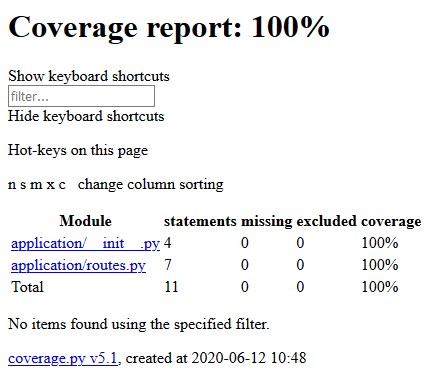 Coverage report: 100%
Show keyboard shortcuts
filter...
Hide keyboard shortcuts
Hot-keys on this page
n s m x c change column sorting
Module statements missing excluded coverage
application/__init__.py 4 0 0 100%
application/routes.py 7 0 0 100%
Total 11 0 0 100%
No items found using the specified filter.
coverage.py v5.1, created at 2020-06-12 10:48